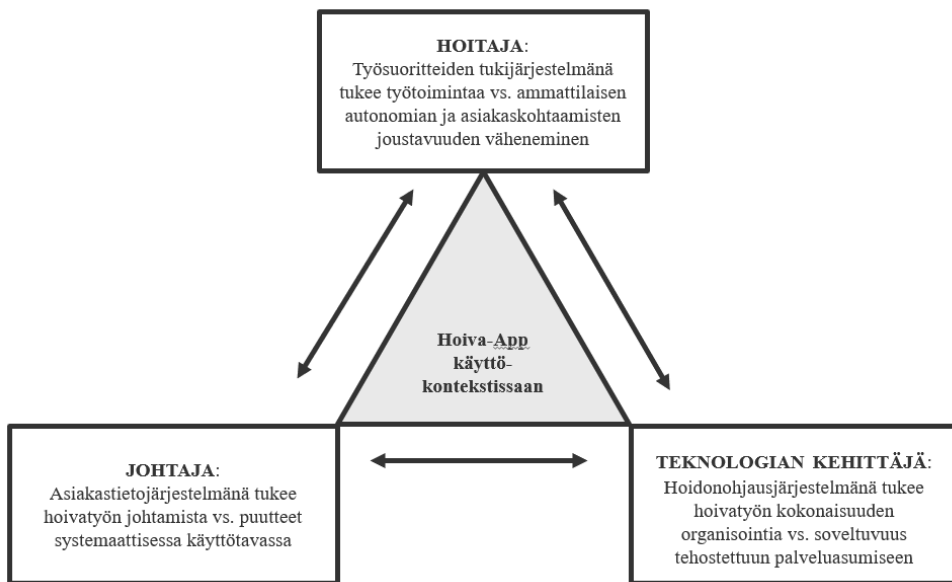 HOITAJA:
Työsuoritteiden tukijärjestelmänä
tukee työtoimintaa vs. ammattilaisen
autonomian ja asiakaskohtaamisten
joustavuuden väheneminen
Hoiva-App
käyttö-
kontekstissaan
JOHTAJA:
Asiakastietojärjestelmänä tukee
hoivatyön johtamista vs. puutteet
systemaattisessa käyttötavassa
TEKNOLOGIAN KEHITTÄJÄ:
Hoidonohjausjärjestelmänä tukee
hoivatyön kokonaisuuden
organisointia vs. soveltuvuus
tehostettuun palveluasumiseen